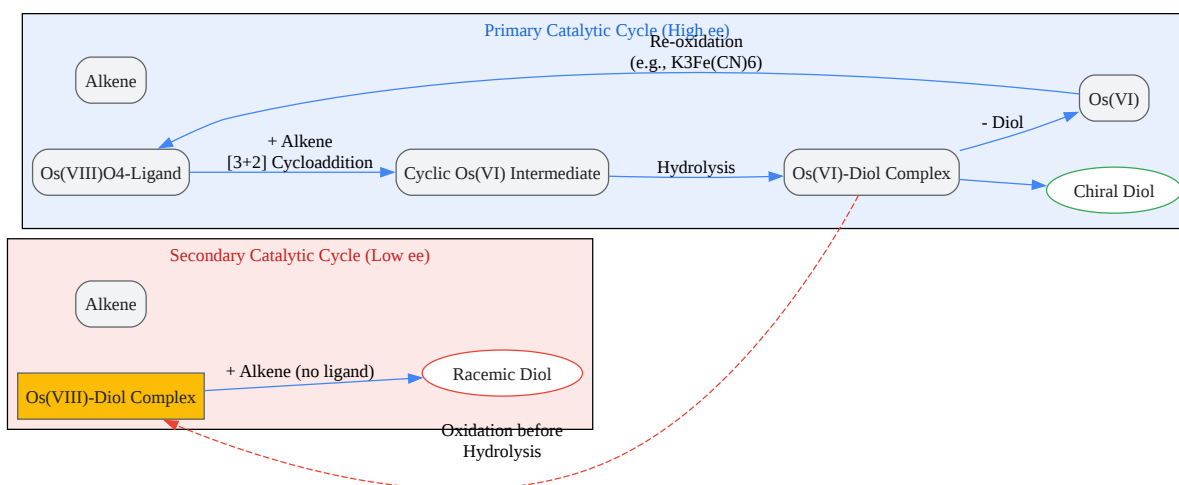 Primary Catalytic Cycle (High ee)
Re-oxidation
(e.g., K3Fe(CN)6)
Alkene
Os(VI)
- Diol
+ Alkene
[3+2] Cycloaddition
Os(VIII)O4-Ligand
Cyclic Os(VI) Intermediate
Hydrolysis
Os(VI)-Diol Complex
Chiral Diol
Secondary Catalytic Cycle (Low ee)
Alkene
+ Alkene (no ligand)
Racemic Diol
Os(VIII)-Diol Complex
Oxidation before
Hydrolysis